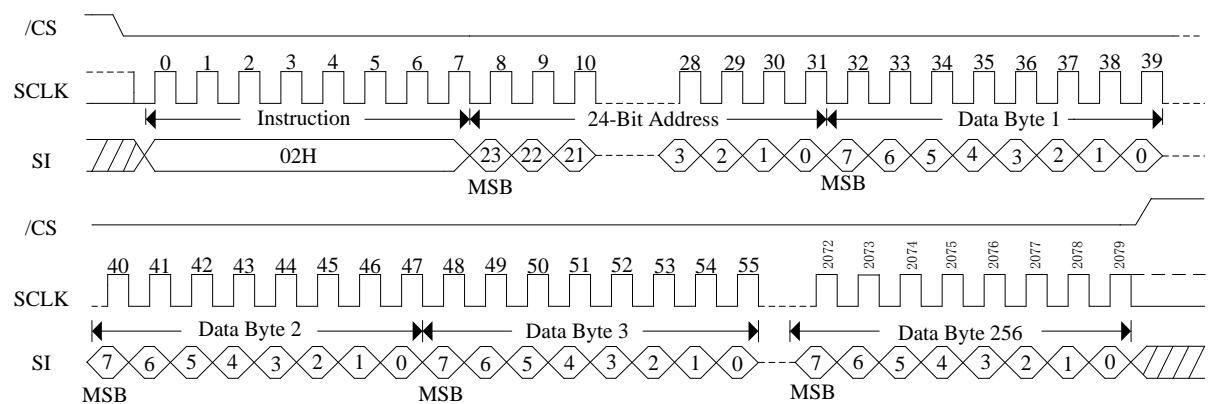 /CS
0 1 2 3 4 5 6 7 8 9 10 28 29 30 31 32 33 34 35 36 37 38 39
SCLK
Instruction 24-Bit Address Data Byte 1
SI 02H 23 22 21 3 2 1 0 7 6 5 4 3 2 1 0
MSB MSB
/CS
40 41 42 43 44 45 46 47 48 49 50 51 52 53 54 55 2072 2073 2074 2075 2076 2077 2078 2079
SCLK
Data Byte 2 Data Byte 3 Data Byte 256
SI 7 6 5 4 3 2 1 0 7 6 5 4 3 2 1 0 7 6 5 4 3 2 1 0
MSB MSB MSB